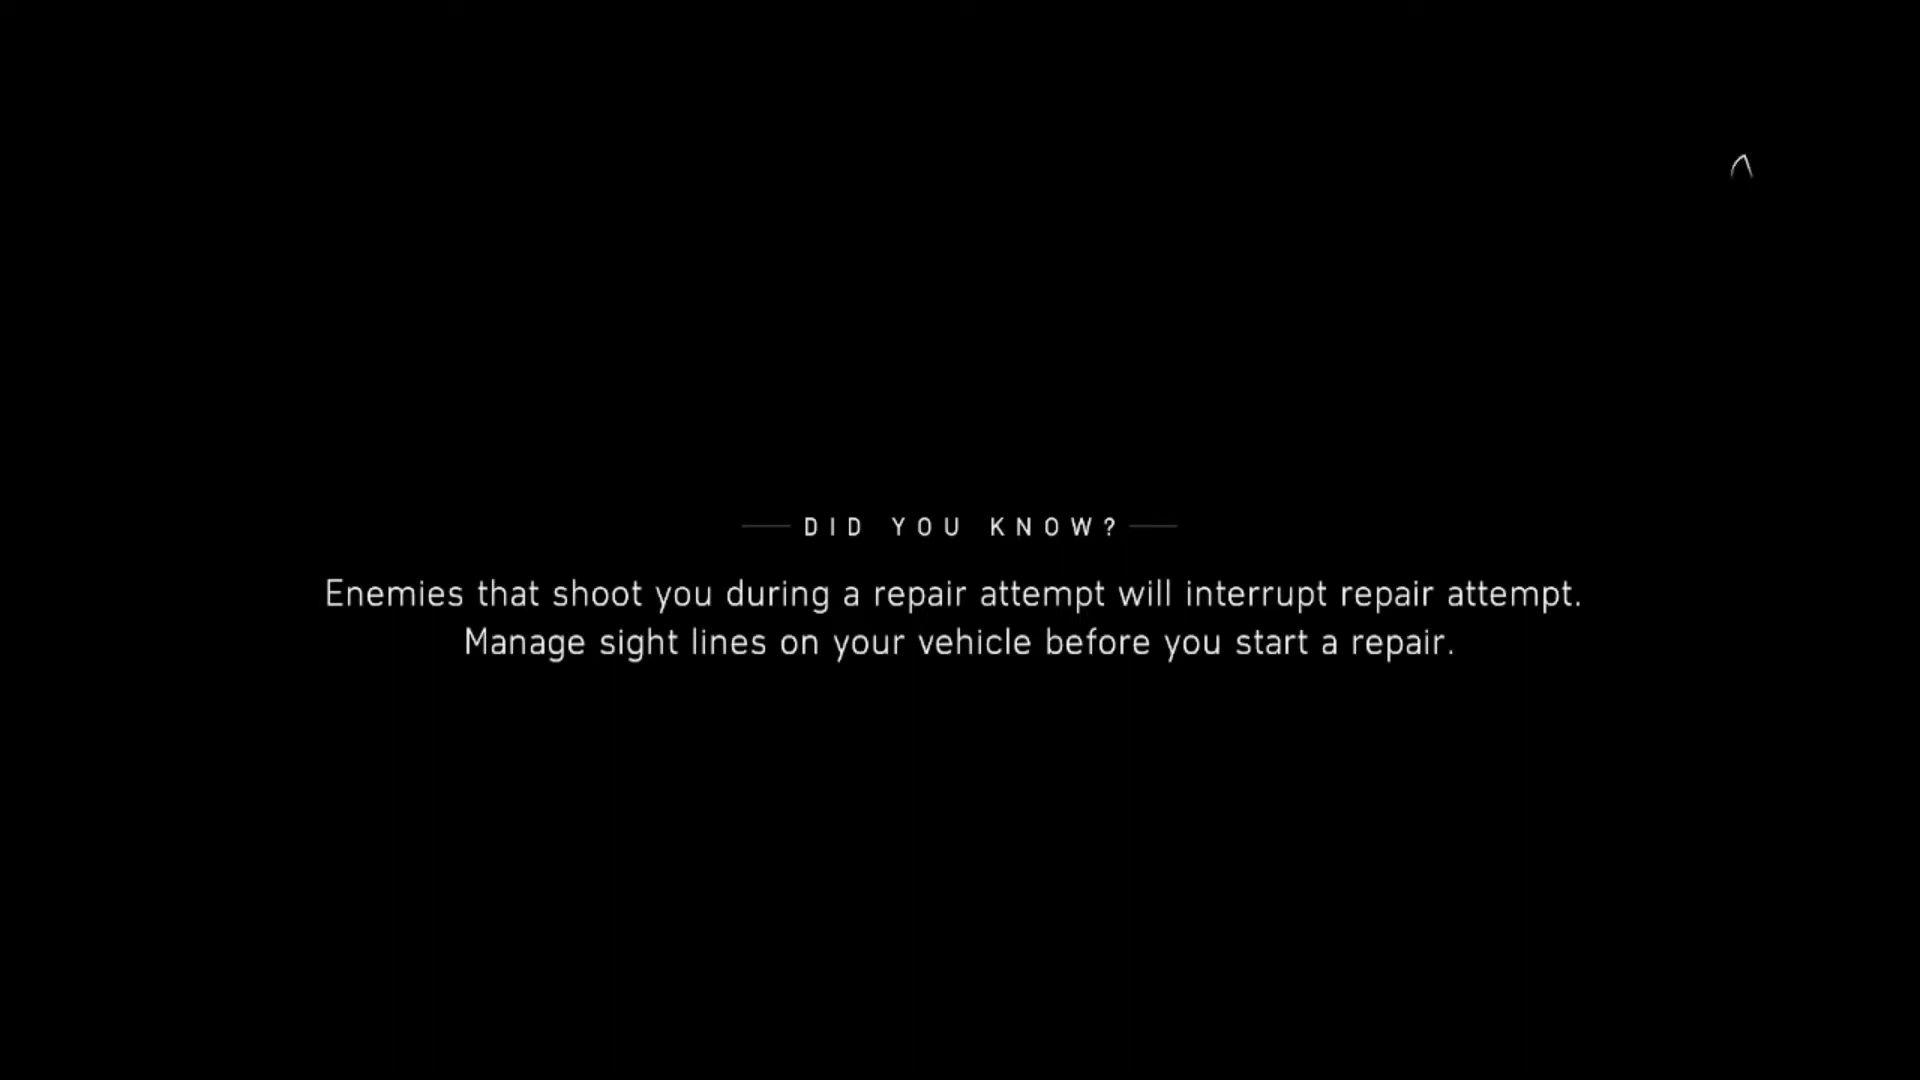 DID YOU KNOW?
Enemies that shoot you during a repair attempt will interrupt repair attempt.
Manage sight lines on your vehicle before you start a repair.